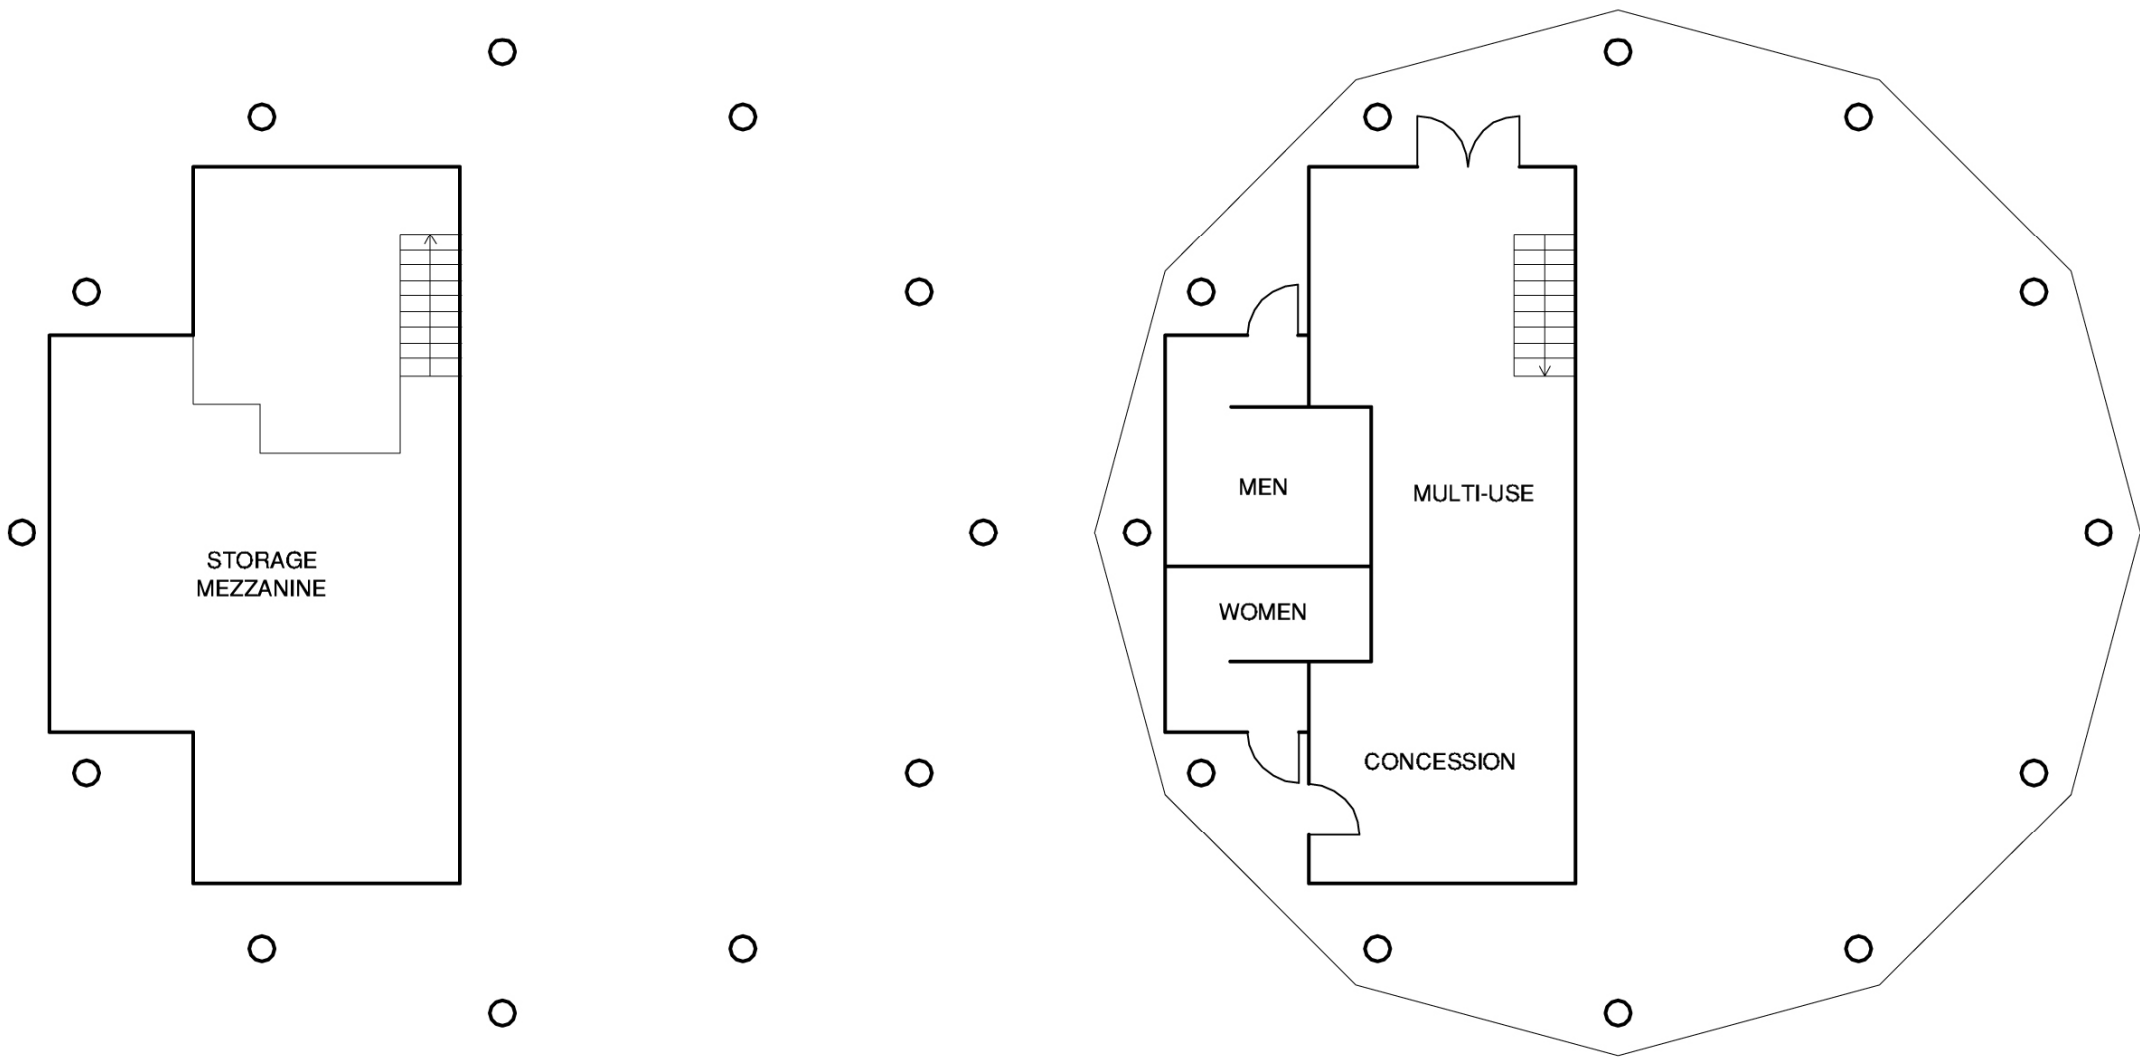 STORAGE
MEZZANINE
MEN
MULTI-USE
WOMEN
CONCESSION